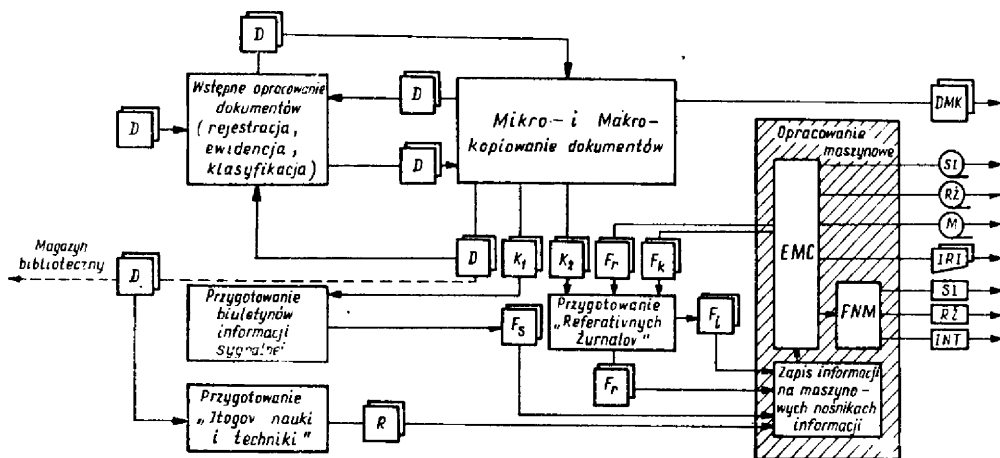 D
Wstępne opracowanie
dokumentów
( rejestracja ,
ewidencja ,
klasyfikacja )
D
D
D
Mikro - i Makro-
kopiowanie dokumentów
DMK
Opracowanie
maszynowe
EMC
SI
RŻ
M
IRI
SI
RŻ
INT
FNM
Zapis informacji
na maszyno -
wych nośnikach
informacji
Magazyn
biblioteczny
D
D
K1
K2
Fr
Fk
Przygotowanie
biuletynów
informacji
sygnalnej
Fs
Przygotowanie
„Referativnych
Žurnalov"
Fi
Fr
Przygotowanie
„Itogov nauki
i techniki"
R